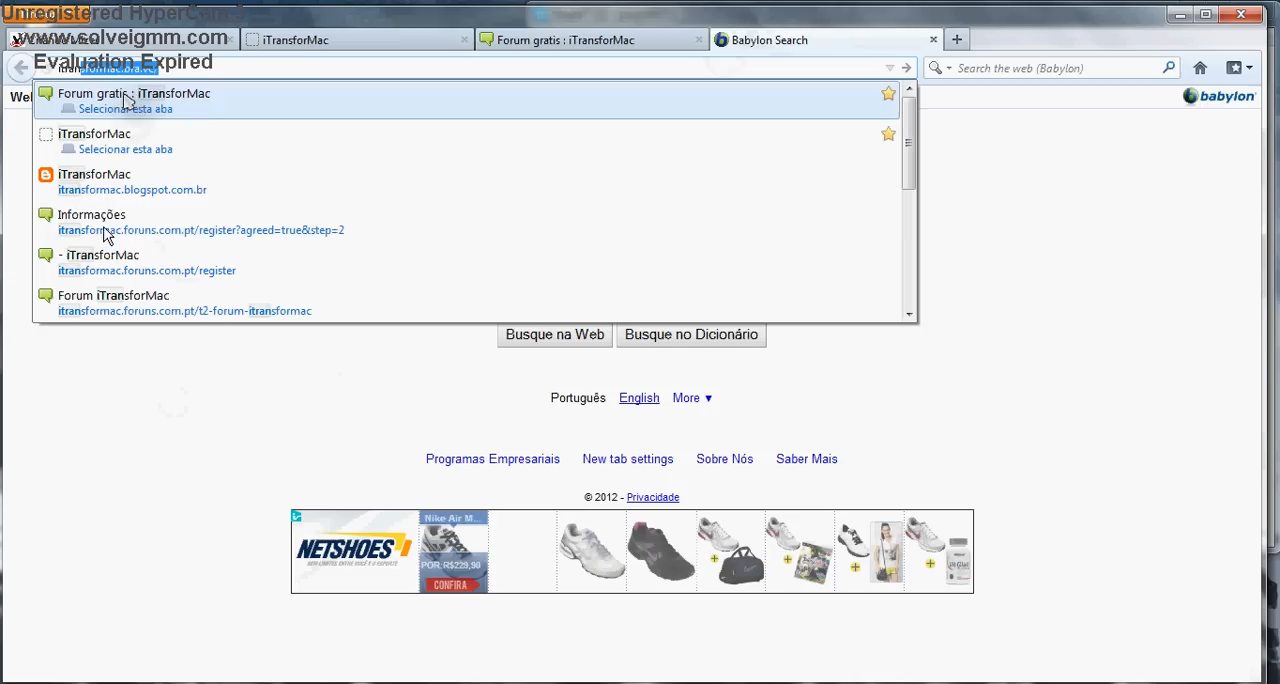 Unregistered HyperCam
www.solveigmm.com
Evaluation Expired
iTransforMac
Forum gratis : iTransforMac
Babylon Search
Search the web (Babylon)
Forum gratis : iTransforMac
Selecionar esta aba
iTransforMac
Selecionar esta aba
iTransforMac
itransformac.blogspot.com.br
Informações
itransformac.foruns.com.pt/register?agreed=true&step=2
- iTransforMac
itransformac.foruns.com.pt/register
Forum iTransforMac
itransformac.foruns.com.pt/t2-forum-itransformac
babylon
Busque na Web
Busque no Dicionário
Português English More ▼
Programas Empresariais New tab settings Sobre Nós Saber Mais
© 2012 - Privacidade
NETSHOES
Nike Air M...
POR:R$229,90
CONFIRA